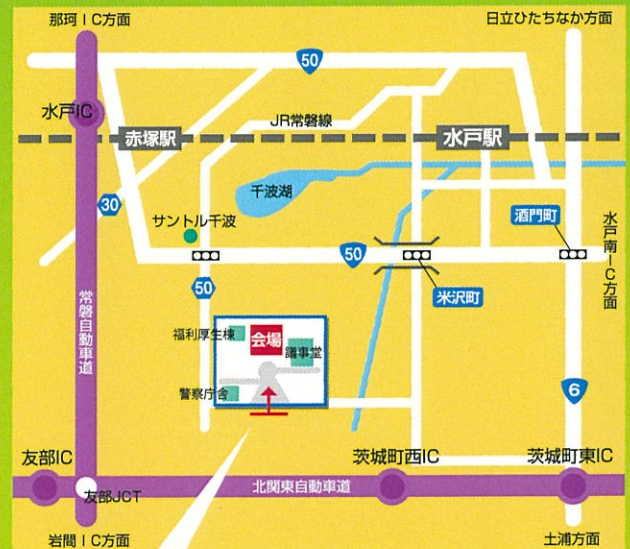 那珂IC方面
日立ひたちなか方面
50
水戸IC
JR常磐線
赤塚駅
水戸駅
千波湖
30
サントル千波
酒門町
水戸南IC方面
50
50
米沢町
常磐自動車道
福利厚生棟
会場
議事堂
警察庁舎
6
友部IC
茨城町西IC
茨城町東IC
友部JCT
北関東自動車道
岩間IC方面
土浦方面